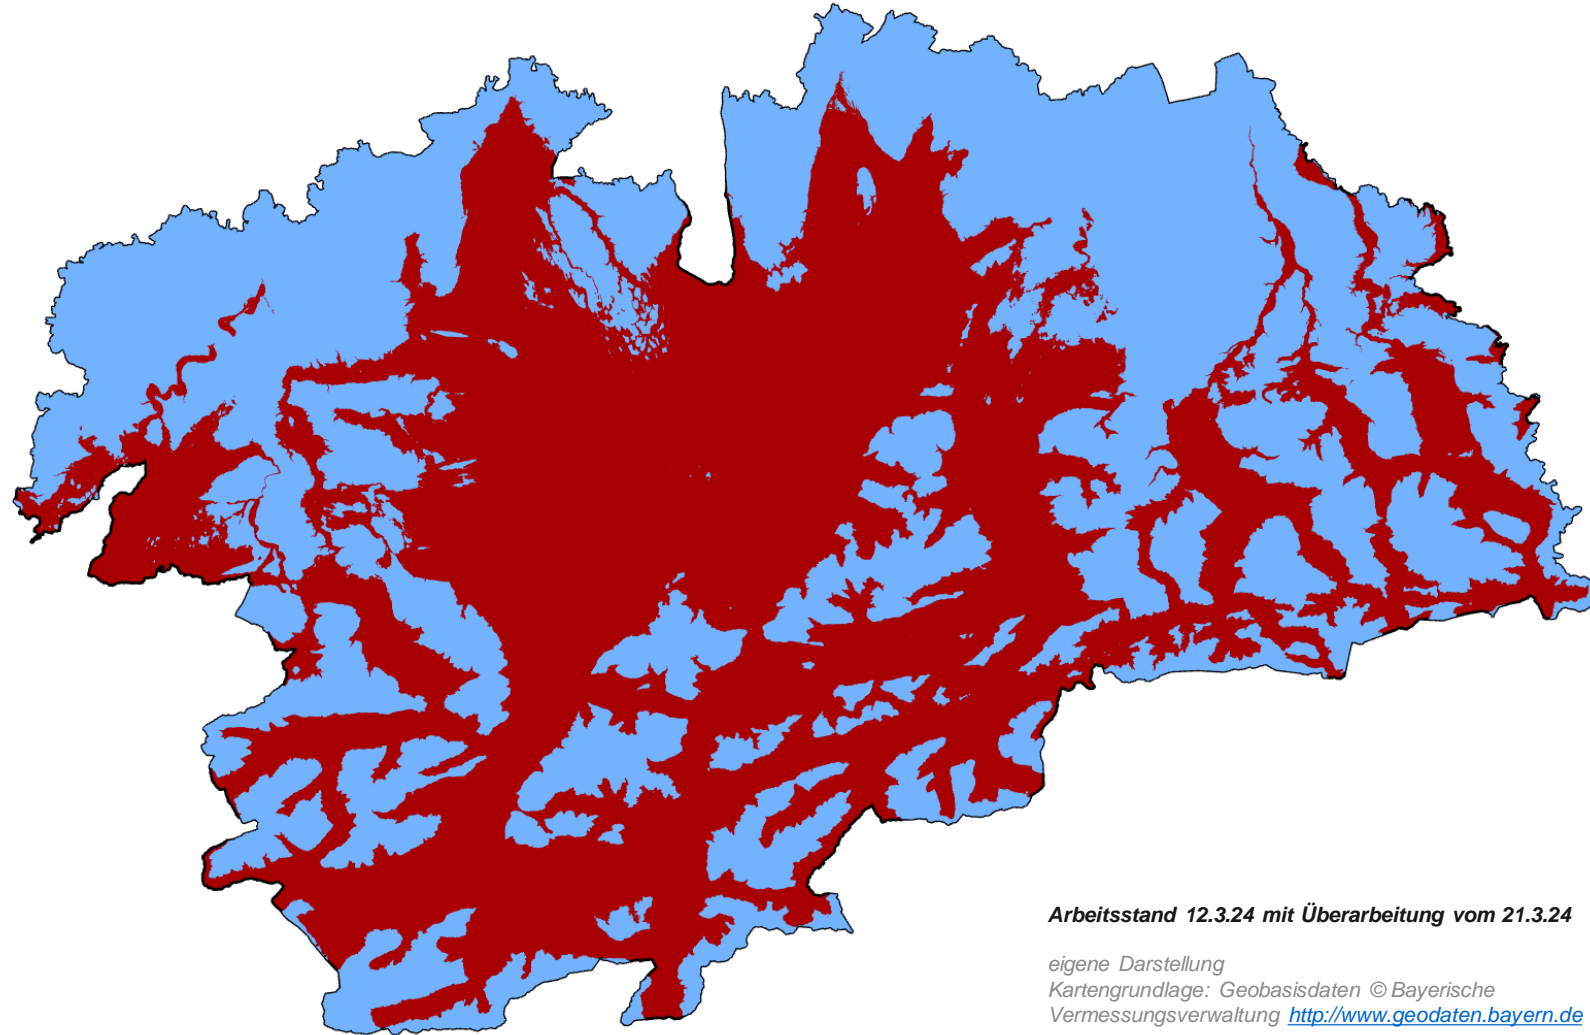 Arbeitsstand 12.3.24 mit Überarbeitung vom 21.3.24
eigene Darstellung
Kartengrundlage: Geobasisdaten © Bayerische
Vermessungsverwaltung http://www.geodaten.bayern.de